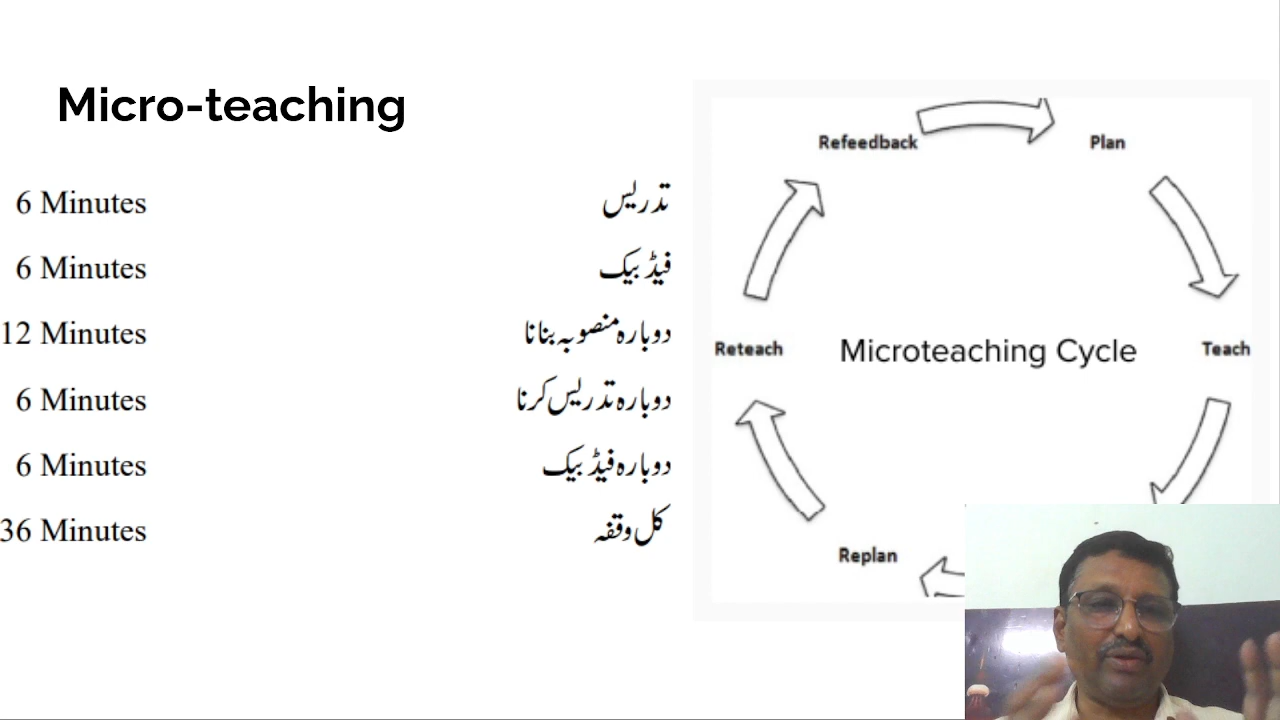 Micro-teaching
6 Minutes تدریس
6 Minutes فیڈ بیک
12 Minutes دوبارہ منصوبہ بنانا
6 Minutes دوبارہ تدریس کرنا
6 Minutes دوبارہ فیڈ بیک
36 Minutes کل وقفہ
Refeedback
Plan
Reteach
Microteaching Cycle
Teach
Replan